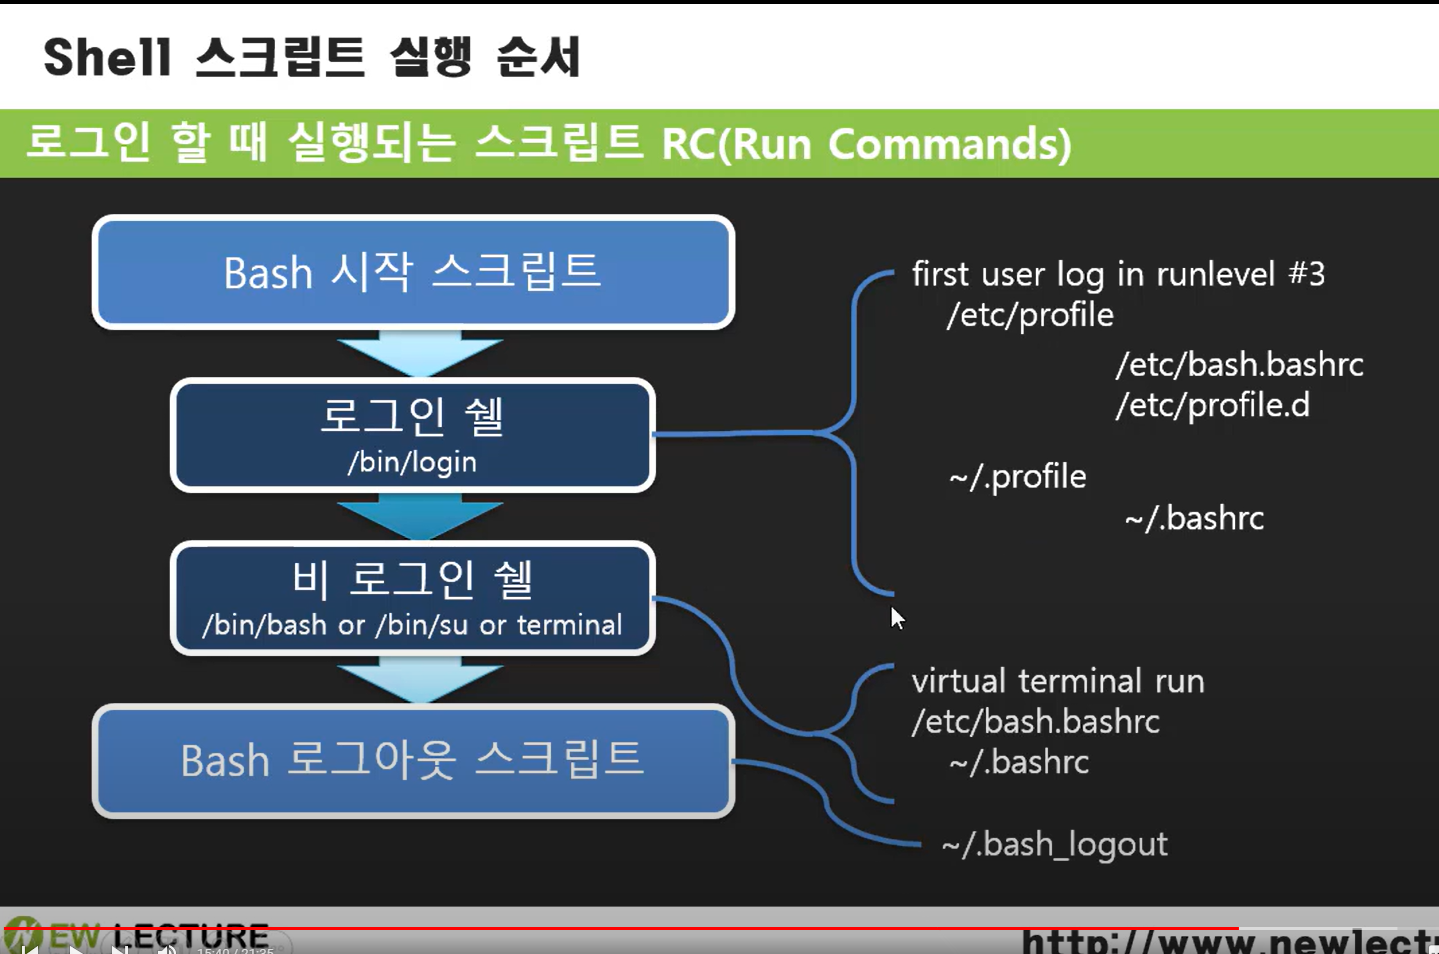 Shell 스크립트 실행 순서
로그인 할 때 실행되는 스크립트 RC(Run Commands)
Bash 시작 스크립트
로그인 쉘
/bin/login
비 로그인 쉘
/bin/bash or /bin/su or terminal
Bash 로그아웃 스크립트
first user log in runlevel #3
/etc/profile
/etc/bash.bashrc
/etc/profile.d
~/.profile
~/.bashrc
virtual terminal run
/etc/bash.bashrc
~/.bashrc
~/.bash_logout
NEW LECTURE
15:40 / 21:35
http://www.newlect